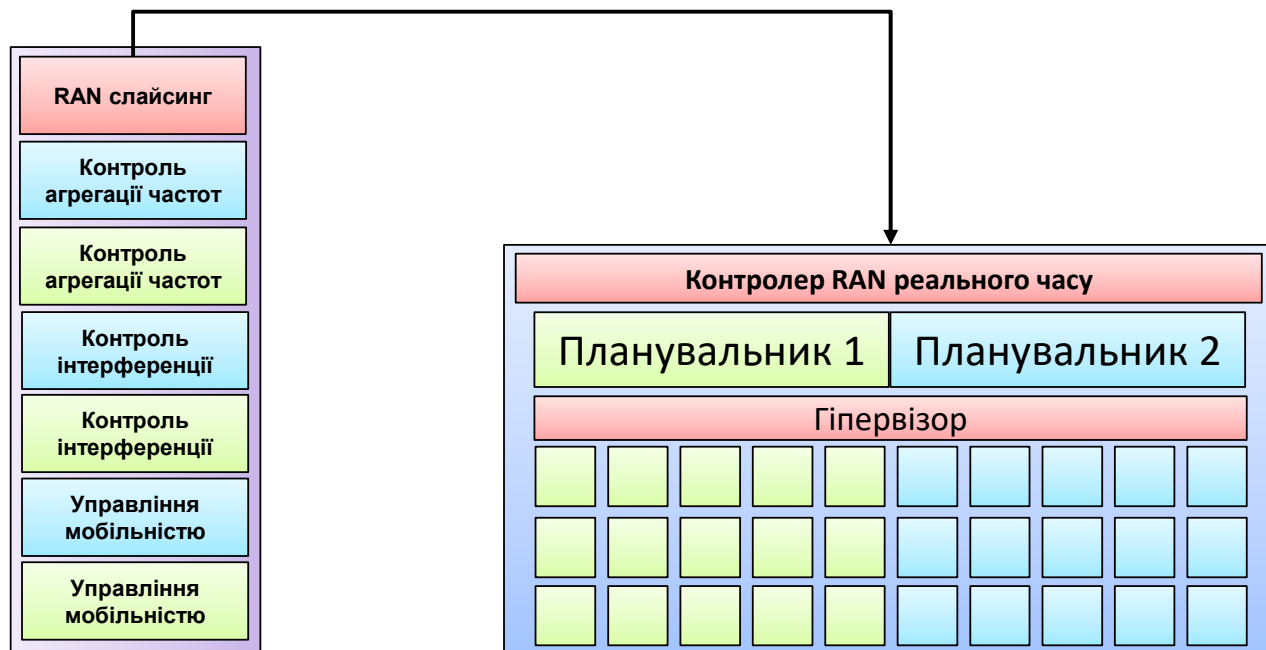 RAN слайсинг
Контроль
агрегації частот
Контроль
агрегації частот
Контроль
інтерференції
Контроль
інтерференції
Управління
мобільністю
Управління
мобільністю
Контролер RAN реального часу
Планувальник 1
Планувальник 2
Гіпервізор